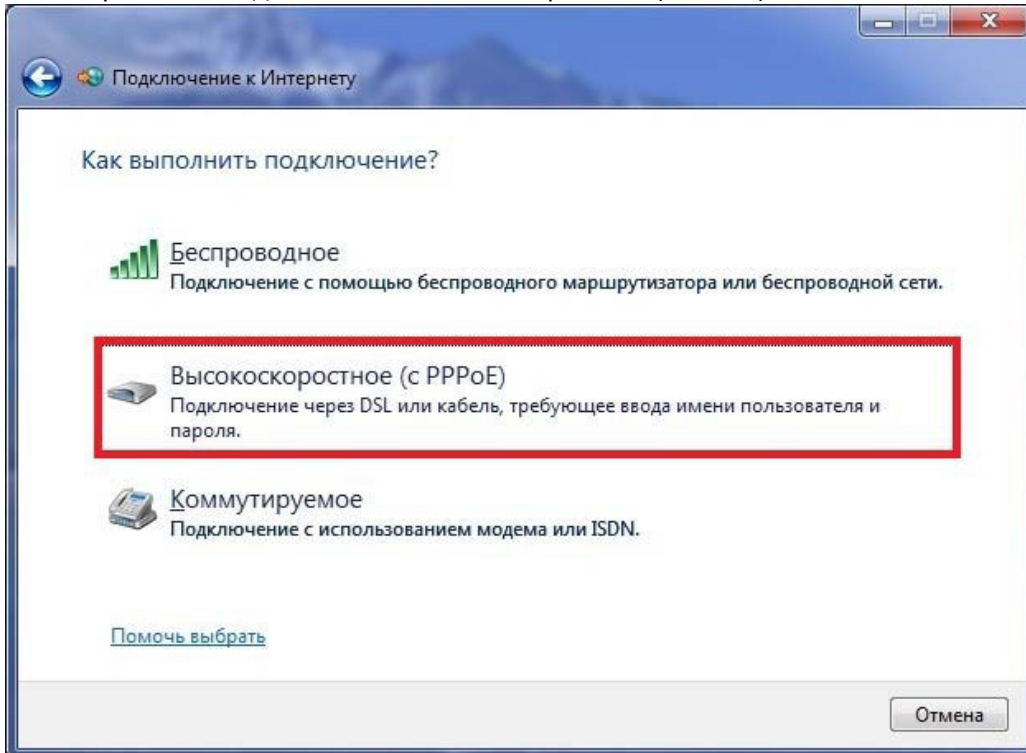 Подключение к Интернету
Как выполнить подключение?
Беспроводное
Подключение с помощью беспроводного маршрутизатора или беспроводной сети.
Высокоскоростное (с PPPoE)
Подключение через DSL или кабель, требующее ввода имени пользователя и
пароля.
Коммутируемое
Подключение с использованием модема или ISDN.
Помочь выбрать
Отмена